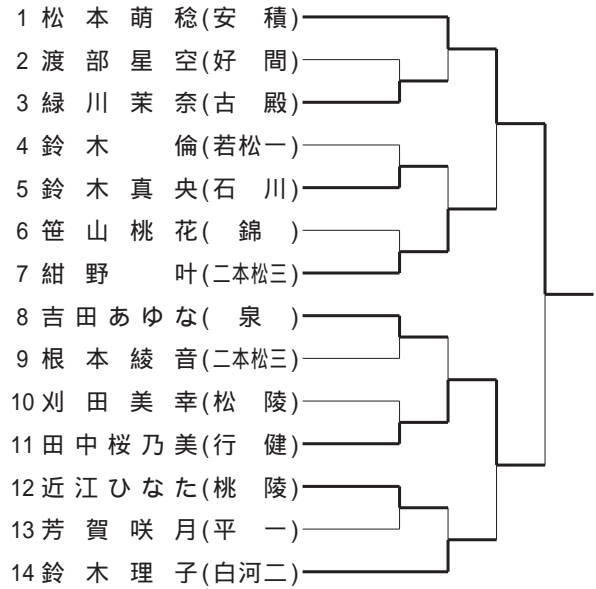 1 松本萌稔(安積)
2 渡部星空(好間)
3 緑川茉奈(古殿)
4 鈴木倫(若松一)
5 鈴木真央(石川)
6 笹山桃花(錦)
7 紺野叶(二本松三)
8 吉田あゆな(泉)
9 根本綾音(二本松三)
10 刈田美幸(松陵)
11 田中桜乃美(行健)
12 近江ひなた(桃陵)
13 芳賀咲月(平一)
14 鈴木理子(白河二)